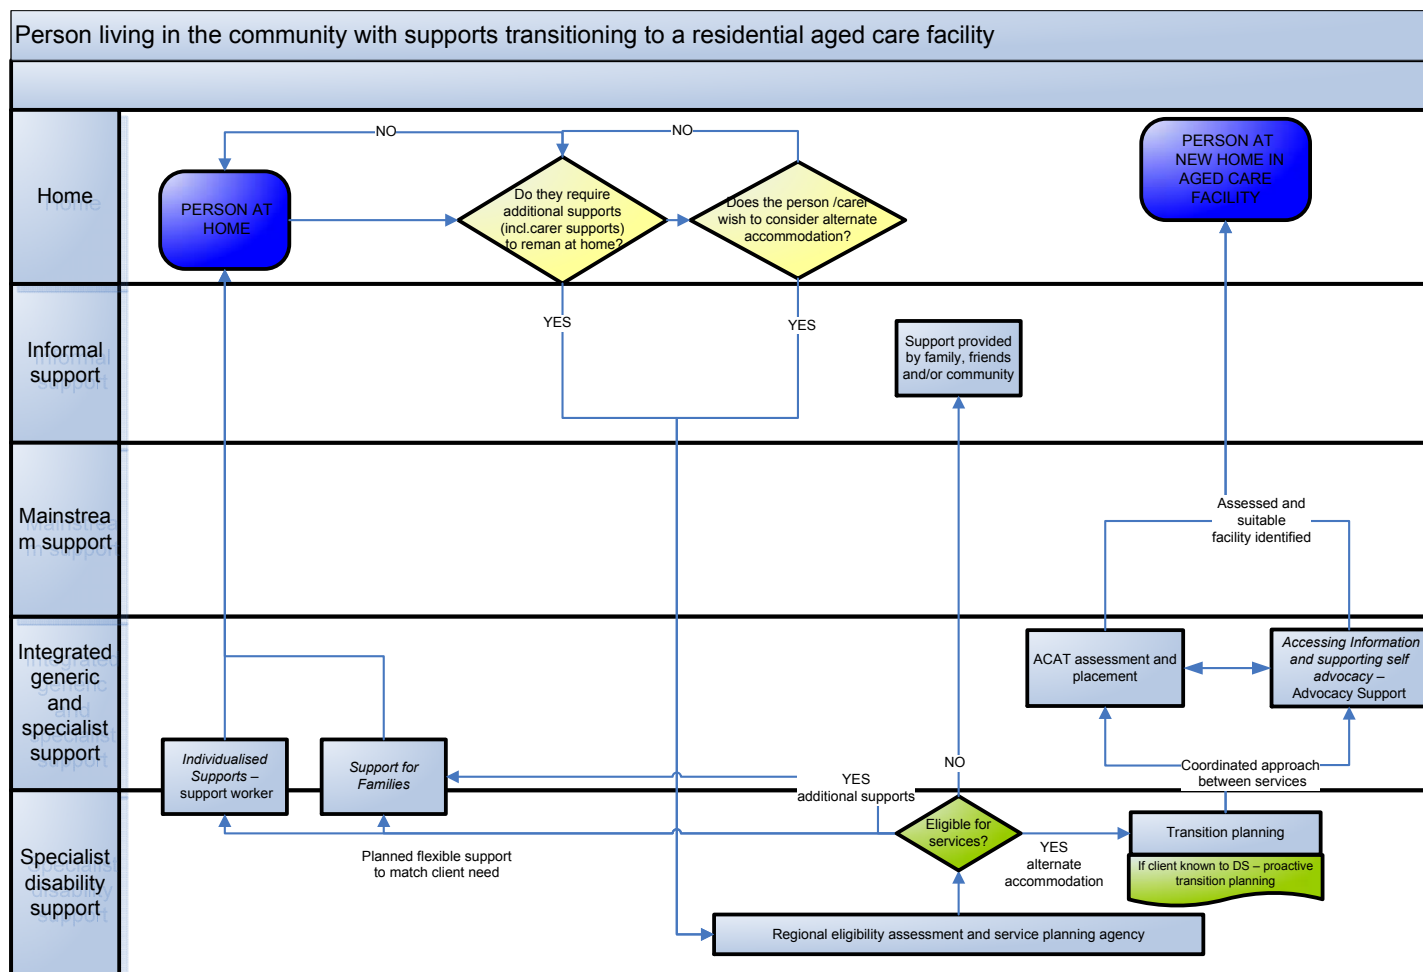 Person living in the community with supports transitioning to a residential aged care facility
Home
NO
NO
PERSON AT
HOME
Do they require
additional supports
(incl.carer supports)
to reman at home?
Does the person /carer
wish to consider alternate
accommodation?
PERSON AT
NEW HOME IN
AGED CARE
FACILITY
Informal
support
YES
YES
Support provided
by family, friends
and/or community
Mainstrea
m support
Assessed and
suitable
facility identified
Integrated
generic
and
specialist
support
ACAT assessment and
placement
Accessing Information
and supporting self
advocacy –
Advocacy Support
Individualised
Supports –
support worker
Support for
Families
YES
additional supports
NO
Coordinated approach
between services
Specialist
disability
support
Planned flexible support
to match client need
Eligible for
services?
YES
alternate
accommodation
Transition planning
If client known to DS – proactive
transition planning
Regional eligibility assessment and service planning agency